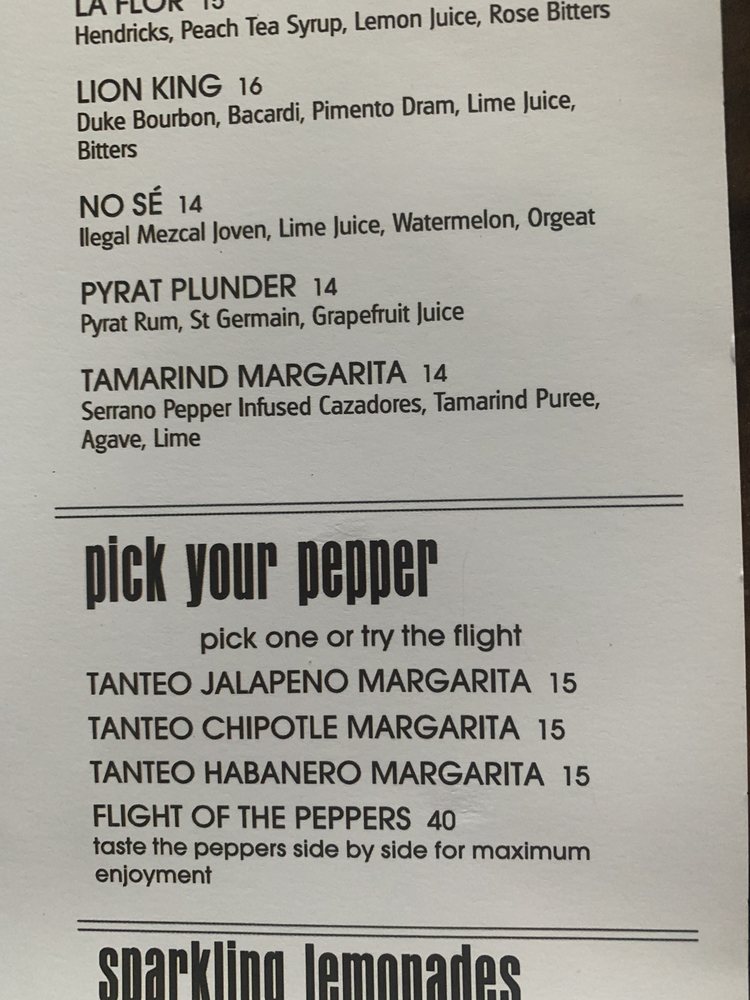 LA FLOR 15
Hendricks, Peach Tea Syrup, Lemon Juice, Rose Bitters
LION KING 16
Duke Bourbon, Bacardi, Pimento Dram, Lime Juice,
Bitters
NO SÉ 14
Ilegal Mezcal Joven, Lime Juice, Watermelon, Orgeat
PYRAT PLUNDER 14
Pyrat Rum, St Germain, Grapefruit Juice
TAMARIND MARGARITA 14
Serrano Pepper Infused Cazadores, Tamarind Puree,
Agave, Lime
pick your pepper
pick one or try the flight
TANTEO JALAPENO MARGARITA 15
TANTEO CHIPOTLE MARGARITA 15
TANTEO HABANERO MARGARITA 15
FLIGHT OF THE PEPPERS 40
taste the peppers side by side for maximum
enjoyment
sparkling lemonades